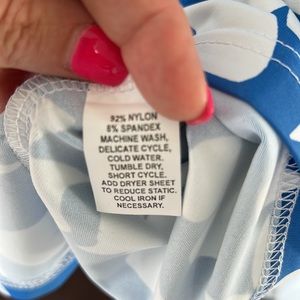 92% NYLON
8% SPANDEX
MACHINE WASH,
DELICATE CYCLE,
COLD WATER.
TUMBLE DRY,
SHORT CYCLE.
ADD DRYER SHEET
TO REDUCE STATIC.
COOL IRON IF
NECESSARY.